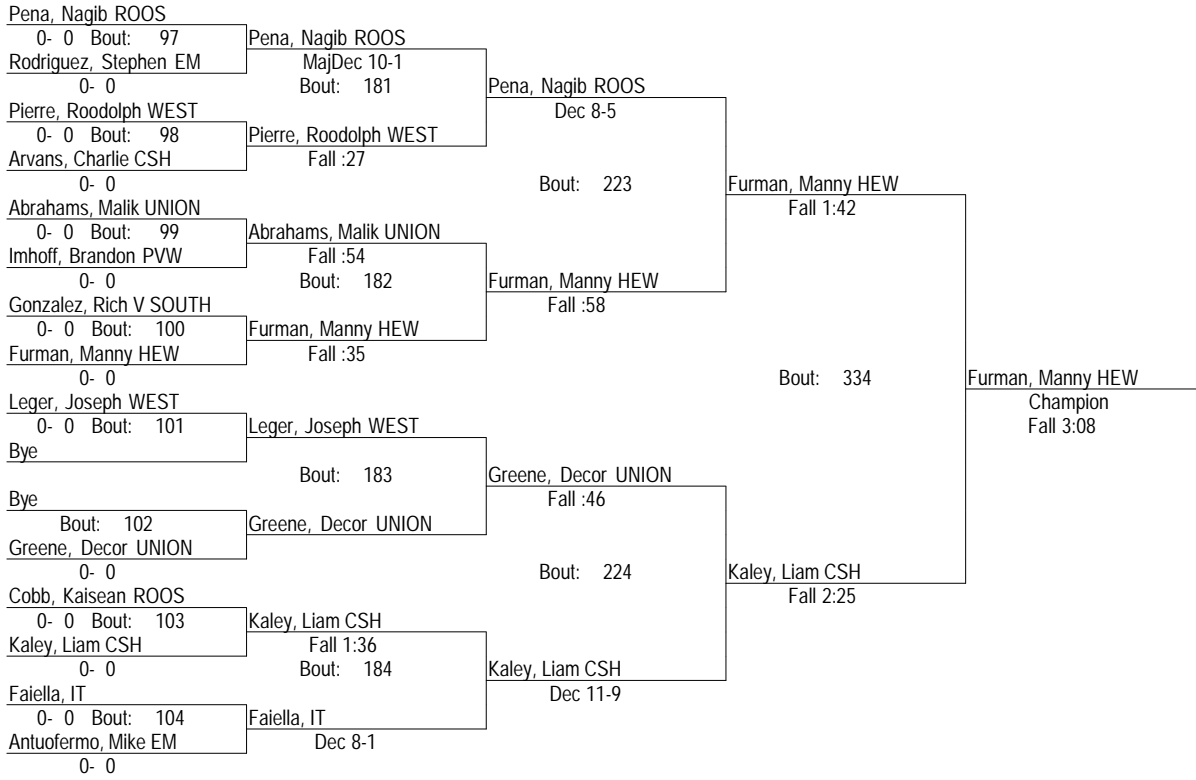 Pena, Nagib ROOS
0- 0 Bout: 97
Pena, Nagib ROOS
Rodriguez, Stephen EM
MajDec 10-1
0- 0
Bout: 181
Pena, Nagib ROOS
Pierre, Roodolph WEST
Dec 8-5
0- 0 Bout: 98
Pierre, Roodolph WEST
Arvans, Charlie CSH
Fall :27
0- 0
Bout: 223
Furman, Manny HEW
Abrahams, Malik UNION
Fall 1:42
0- 0 Bout: 99
Abrahams, Malik UNION
Imhoff, Brandon PVW
Fall :54
0- 0
Bout: 182
Furman, Manny HEW
Gonzalez, Rich V SOUTH
Fall :58
0- 0 Bout: 100
Furman, Manny HEW
Furman, Manny HEW
Fall :35
0- 0
Bout: 334
Furman, Manny HEW
Leger, Joseph WEST
Champion
0- 0 Bout: 101
Leger, Joseph WEST
Fall 3:08
Bye
Bout: 183
Greene, Decor UNION
Bye
Fall :46
Bout: 102
Greene, Decor UNION
Greene, Decor UNION
0- 0
Bout: 224
Kaley, Liam CSH
Cobb, Kaisean ROOS
Fall 2:25
0- 0 Bout: 103
Kaley, Liam CSH
Kaley, Liam CSH
Fall 1:36
0- 0
Bout: 184
Kaley, Liam CSH
Faiella, IT
Dec 11-9
0- 0 Bout: 104
Faiella, IT
Antuofermo, Mike EM
Dec 8-1
0- 0